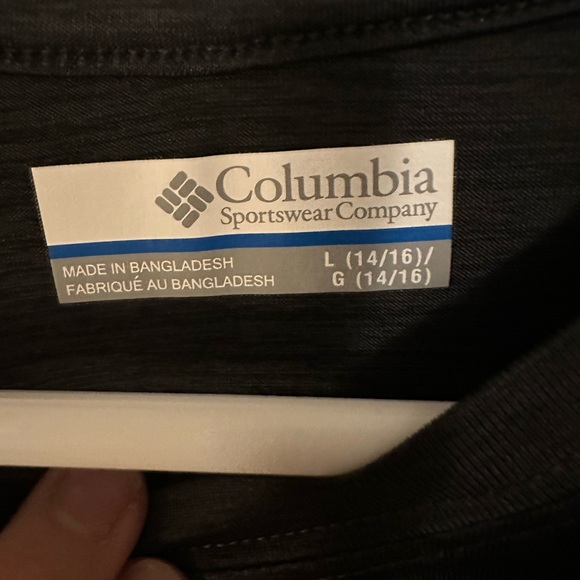 Columbia
Sportswear Company
MADE IN BANGLADESH
FABRIQUÉ AU BANGLADESH
L (14/16)/
G (14/16)